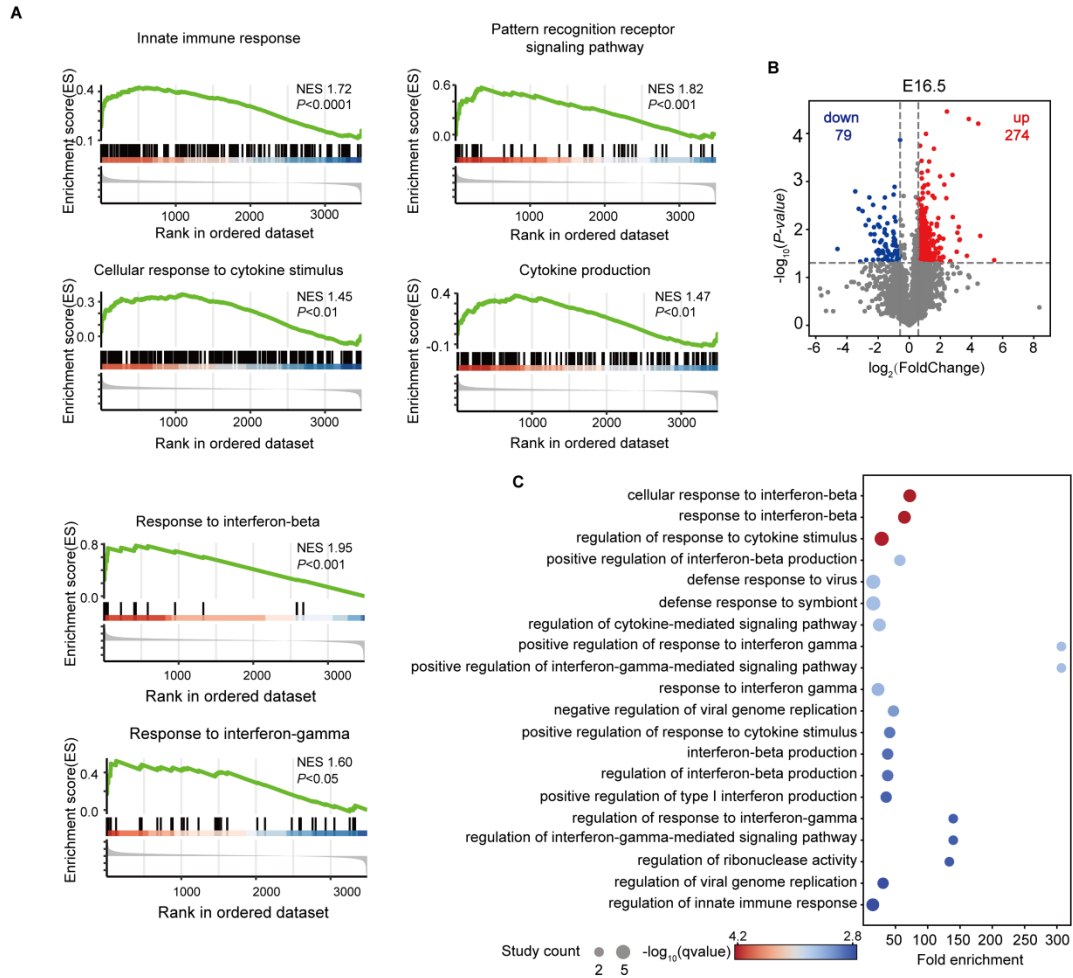 A
Innate immune response
Enrichment score(ES)
0.4
-0.1
NES 1.72
P<0.0001
1000
2000
3000
Rank in ordered dataset
Pattern recognition receptor
signaling pathway
Enrichment score(ES)
0.6
0.0
NES 1.82
P<0.001
1000
2000
3000
Rank in ordered dataset
Cellular response to cytokine stimulus
Enrichment score(ES)
0.3
0.0
NES 1.45
P<0.01
1000
2000
3000
Rank in ordered dataset
Cytokine production
Enrichment score(ES)
0.4
-0.1
NES 1.47
P<0.01
1000
2000
3000
Rank in ordered dataset
Response to interferon-beta
Enrichment score(ES)
0.8
0.0
NES 1.95
P<0.001
1000
2000
3000
Rank in ordered dataset
Response to interferon-gamma
Enrichment score(ES)
0.4
0.0
NES 1.60
P<0.05
1000
2000
3000
Rank in ordered dataset
B
E16.5
down
79
up
274
-log10(P-value)
4
3
2
1
0
-6 -4 -2 0 2 4 6 8
log2(FoldChange)
C
cellular response to interferon-beta
response to interferon-beta
regulation of response to cytokine stimulus
positive regulation of interferon-beta production
defense response to virus
defense response to symbiont
regulation of cytokine-mediated signaling pathway
positive regulation of response to interferon gamma
positive regulation of interferon-gamma-mediated signaling pathway
response to interferon gamma
negative regulation of viral genome replication
positive regulation of response to cytokine stimulus
interferon-beta production
regulation of interferon-beta production
positive regulation of type I interferon production
regulation of response to interferon-gamma
regulation of interferon-gamma-mediated signaling pathway
regulation of ribonuclease activity
regulation of viral genome replication
regulation of innate immune response
50 100 150 200 250 300
Fold enrichment
Study count
2 5
-log10(qvalue)
4.2 2.8